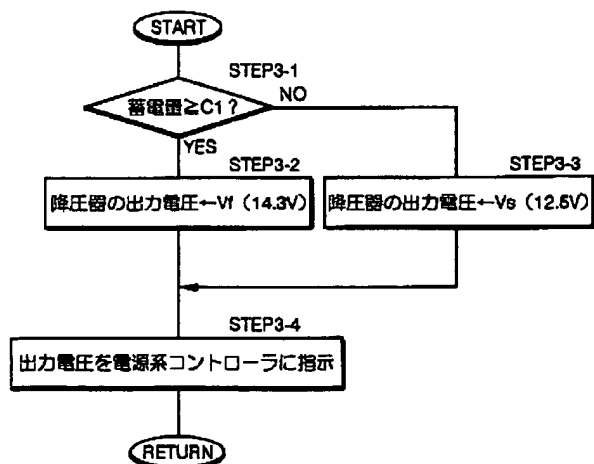 START
STEP3-1
蓄電量≧C1?
NO
YES
STEP3-2
降圧器の出力電圧←Vf (14.3V)
STEP3-3
降圧器の出力電圧←Vs (12.5V)
STEP3-4
出力電圧を電源系コントローラに指示
RETURN